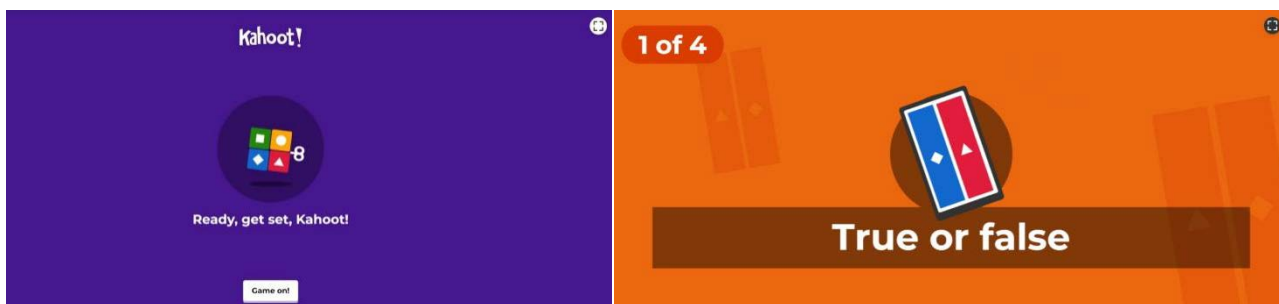 Kahoot!
Ready, get set, Kahoot!
Game on!
1 of 4
True or false